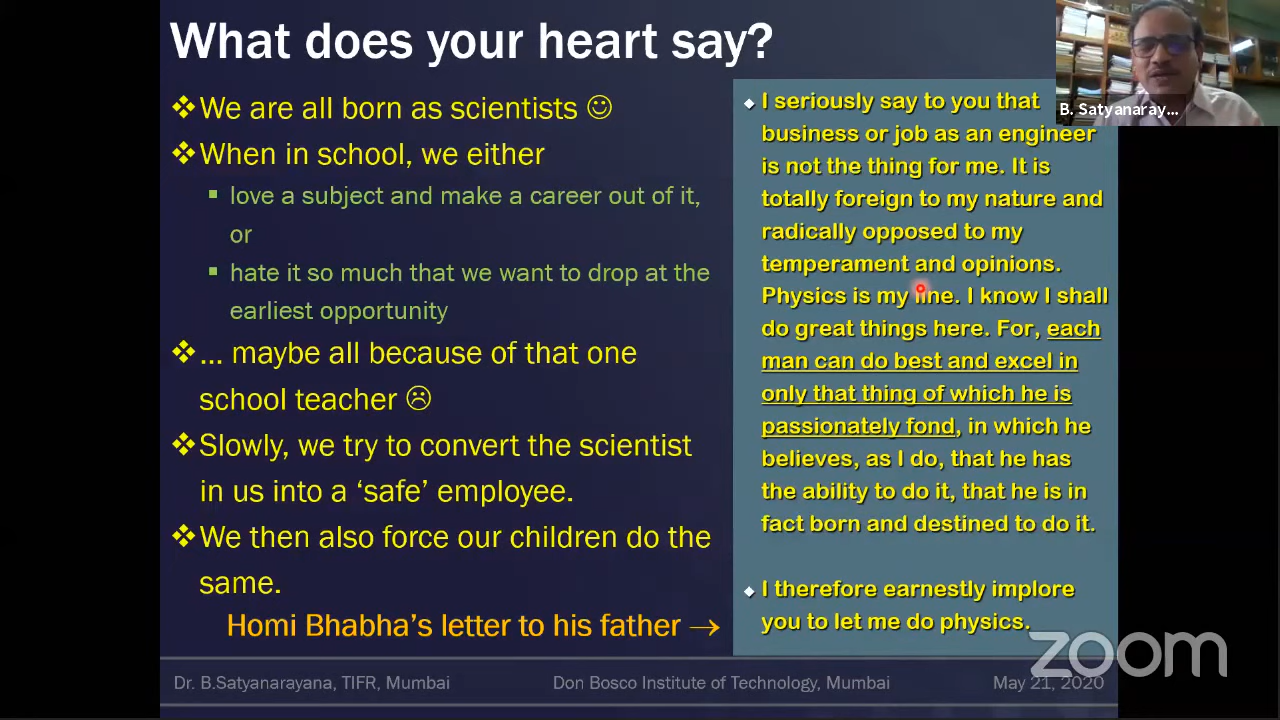 What does your heart say?
❖We are all born as scientists ☺
❖When in school, we either
▪ love a subject and make a career out of it,
or
▪ hate it so much that we want to drop at the
earliest opportunity
❖... maybe all because of that one
school teacher ☹
❖Slowly, we try to convert the scientist
in us into a ‘safe’ employee.
❖We then also force our children do the
same.
Homi Bhabha’s letter to his father →
◆ I seriously say to you that
business or job as an engineer
is not the thing for me. It is
totally foreign to my nature and
radically opposed to my
temperament and opinions.
Physics is my line. I know I shall
do great things here. For, each
man can do best and excel in
only that thing of which he is
passionately fond, in which he
believes, as I do, that he has
the ability to do it, that he is in
fact born and destined to do it.
◆ I therefore earnestly implore
you to let me do physics.
B. Satyanaray...
Dr. B.Satyanarayana, TIFR, Mumbai
Don Bosco Institute of Technology, Mumbai
May 21, 2020
zoom